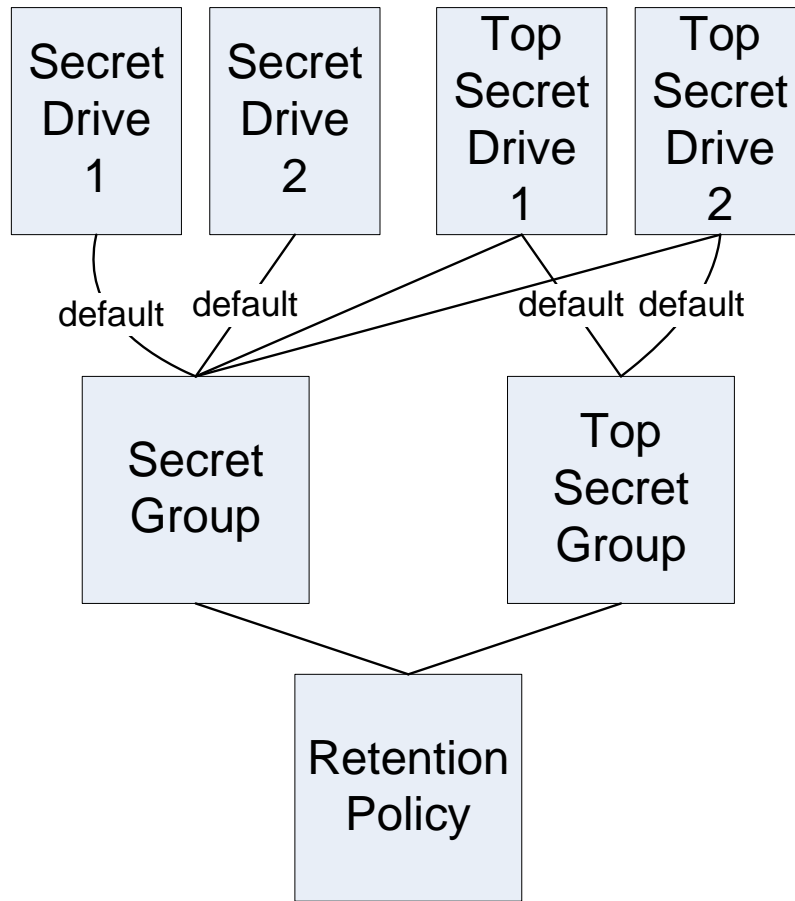 Secret
Drive
1
Secret
Drive
2
Top
Secret
Drive
1
Top
Secret
Drive
2
default
default
default
default
Secret
Group
Top
Secret
Group
Retention
Policy